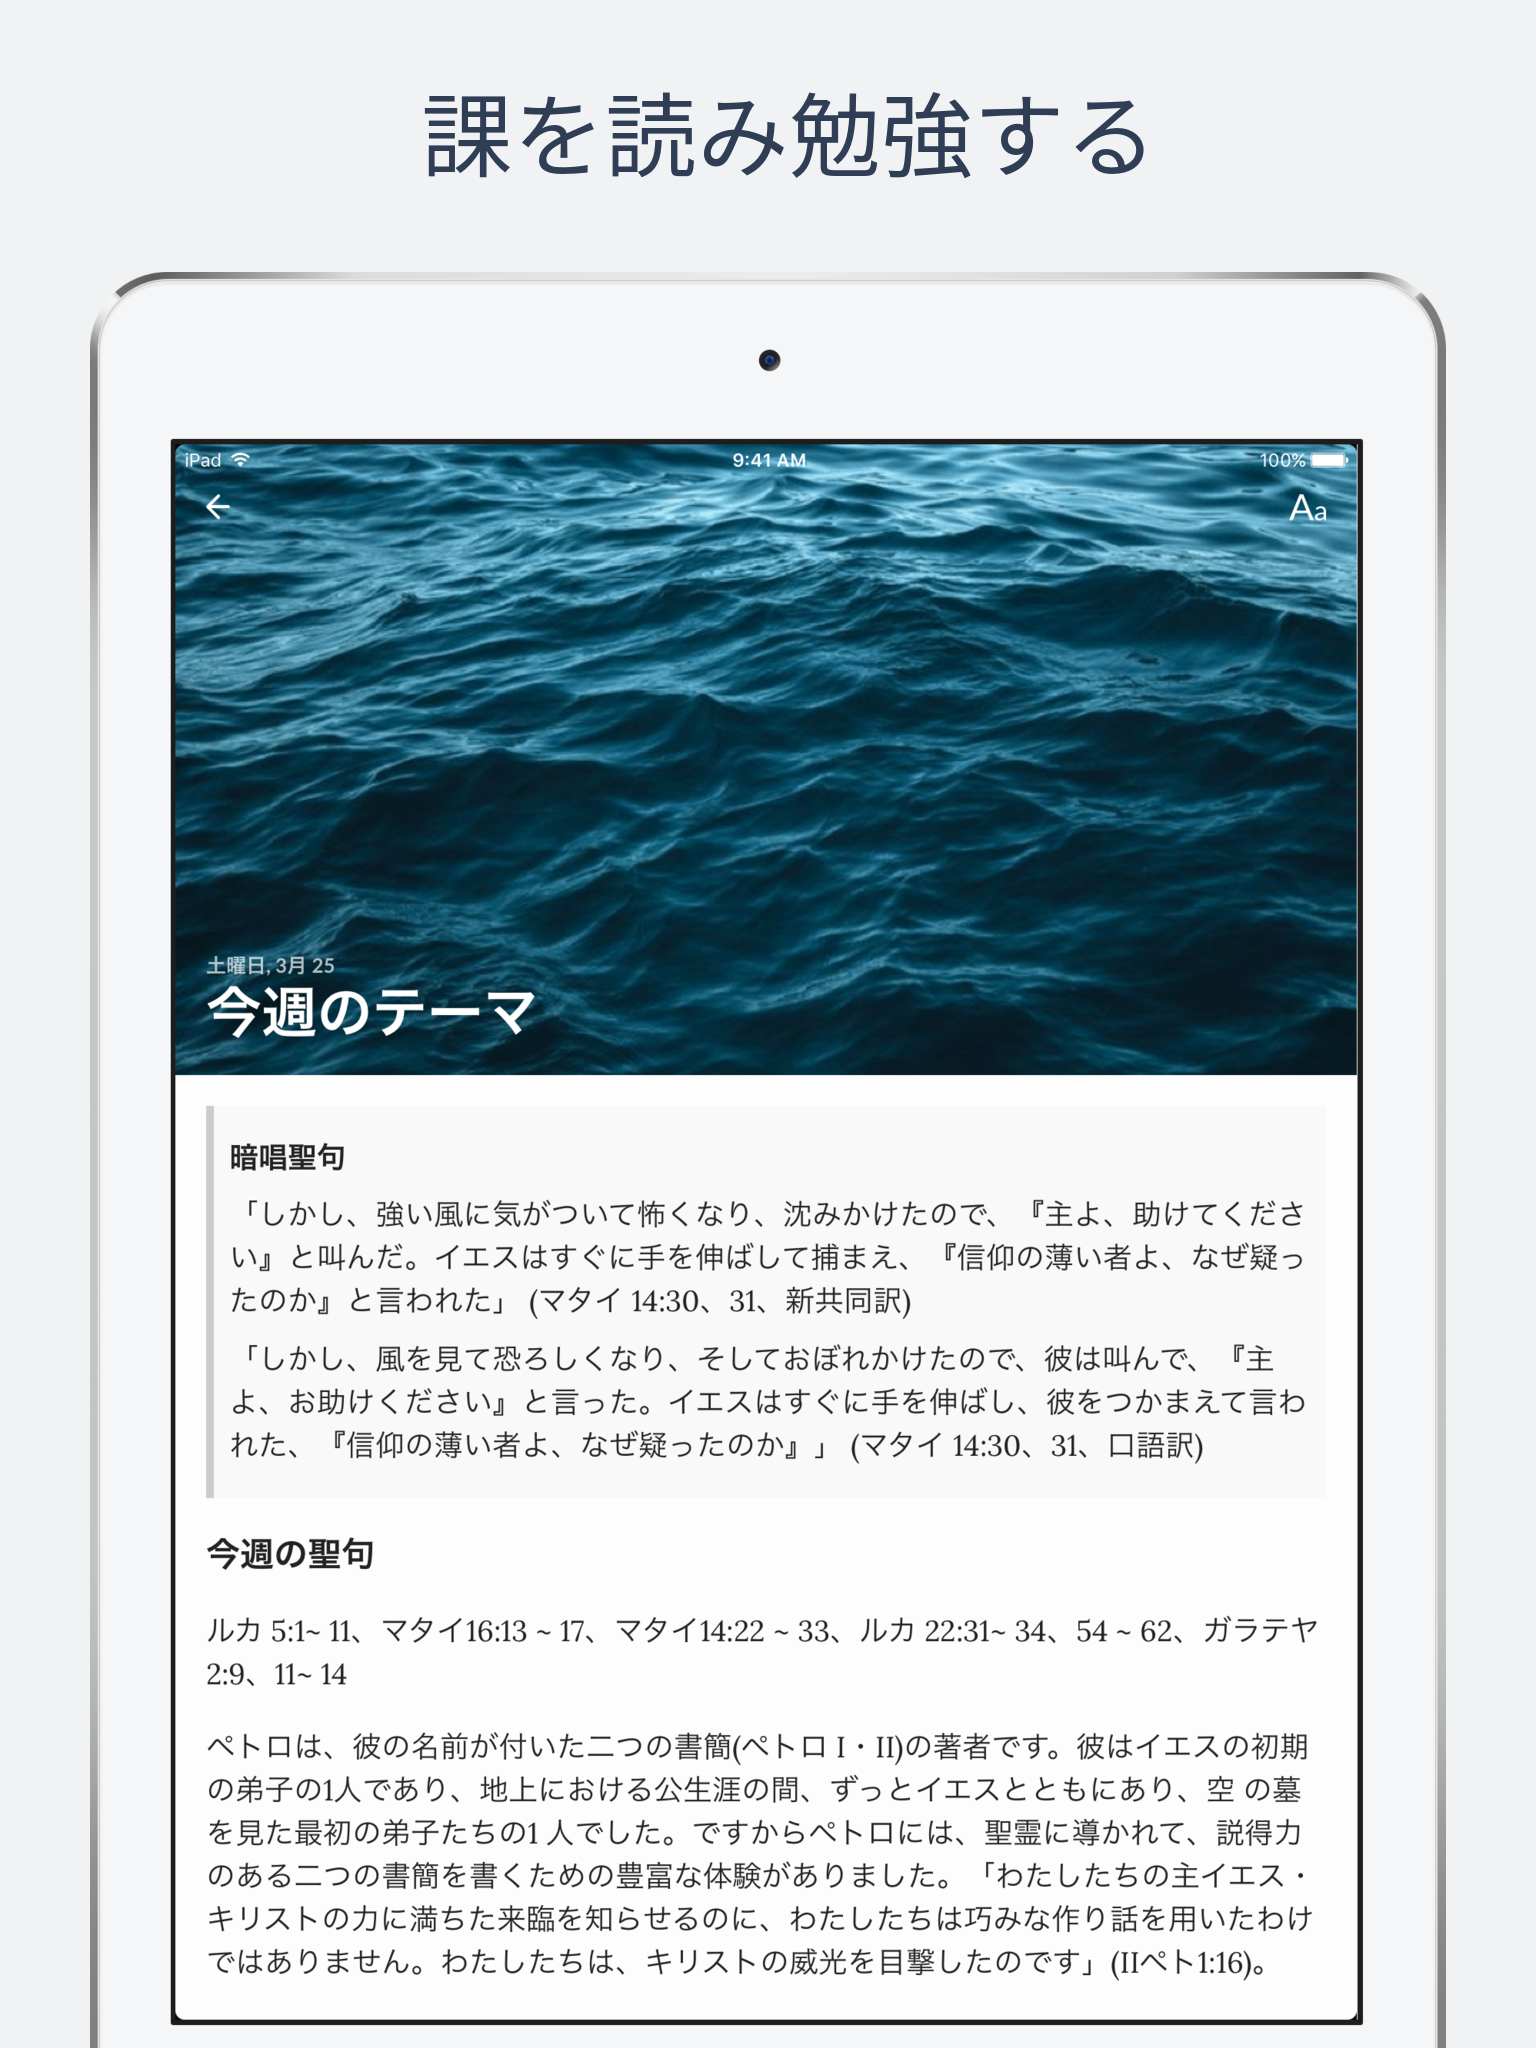 課を読み勉強する
iPad 9:41 AM 100%
Aa
土曜日, 3月 25
今週のテーマ
暗唱聖句
「しかし、強い風に気がついて怖くなり、沈みかけたので、『主よ、助けてくださ
い』と叫んだ。イエスはすぐに手を伸ばして捕まえ、『信仰の薄い者よ、なぜ疑っ
たのか』と言われた」 (マタイ 14:30、31、新共同訳)
「しかし、風を見て恐ろしくなり、そしておぼれかけたので、彼は叫んで、『主
よ、お助けください』と言った。イエスはすぐに手を伸ばし、彼をつかまえて言わ
れた、『信仰の薄い者よ、なぜ疑ったのか』」 (マタイ 14:30、31、口語訳)
今週の聖句
ルカ 5:1~ 11、マタイ16:13 ~ 17、マタイ14:22 ~ 33、ルカ 22:31~ 34、54 ~ 62、ガラテヤ
2:9、11~ 14
ペトロは、彼の名前が付いた二つの書簡(ペトロ I・II)の著者です。彼はイエスの初期
の弟子の1人であり、地上における公生涯の間、ずっとイエスとともにあり、空 の墓
を見た最初の弟子たちの1 人でした。ですからペトロには、聖霊に導かれて、説得力
のある二つの書簡を書くための豊富な体験がありました。「わたしたちの主イエス・
キリストの力に満ちた来臨を知らせるのに、わたしたちは巧みな作り話を用いたわけ
ではありません。わたしたちは、キリストの威光を目撃したのです」(IIペト1:16)。